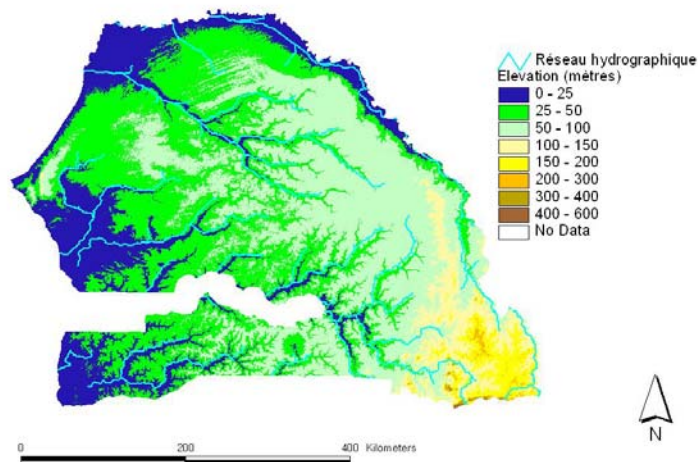 Réseau hydrographique
Elevation (métres)
0 - 25
25 - 50
50 - 100
100 - 150
150 - 200
200 - 300
300 - 400
400 - 600
No Data
N
0 200 400 Kilometers